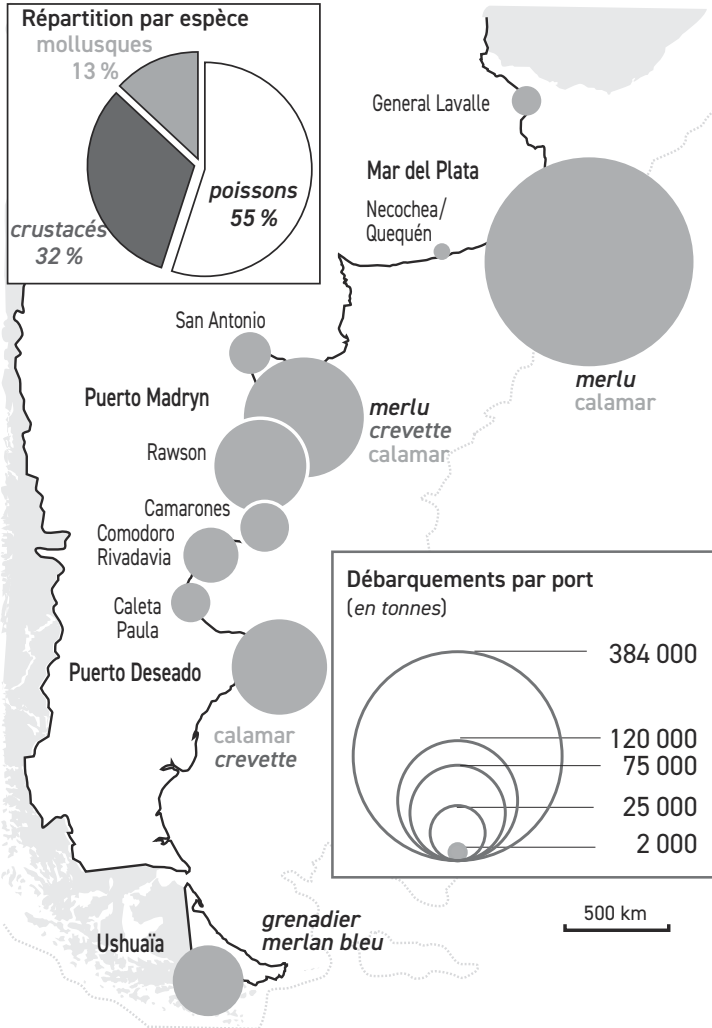 Répartition par espèce
mollusques
13 %
poissons
55 %
crustacés
32 %
General Lavalle
Mar del Plata
Necochea/
Quequén
merlu
calamar
San Antonio
Puerto Madryn
merlu
crevette
calamar
Rawson
Camarones
Comodoro
Rivadavia
Caleta
Paula
Puerto Deseado
calamar
crevette
Débarquements par port
(en tonnes)
384 000
120 000
75 000
25 000
2 000
500 km
grenadier
merlan bleu
Ushuaïa